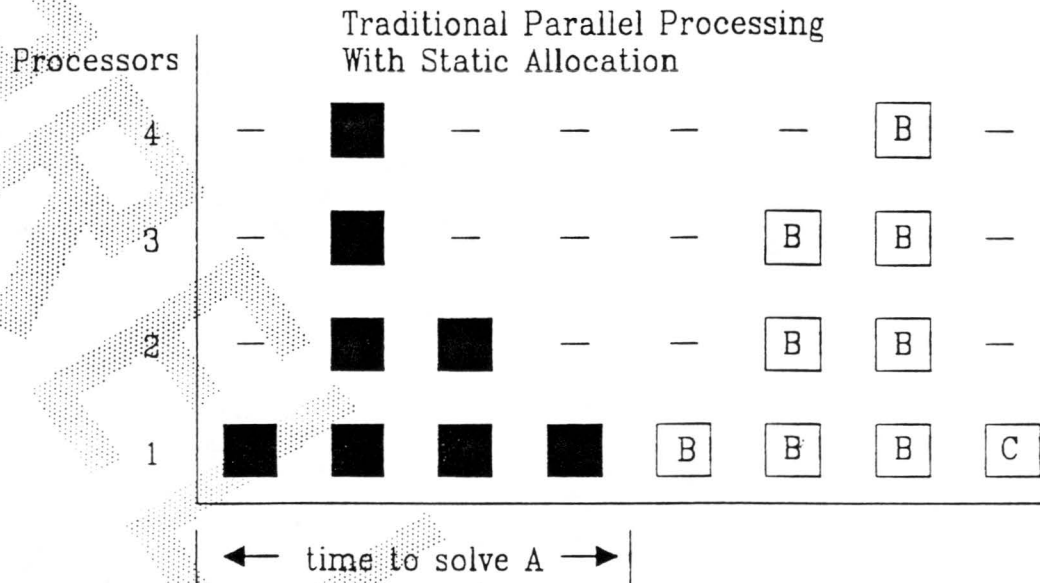 Traditional Parallel Processing
Processors With Static Allocation
4 — — — — — B —
3 — — — — B B —
2 — — — B B —
1 B B B C
time to solve A